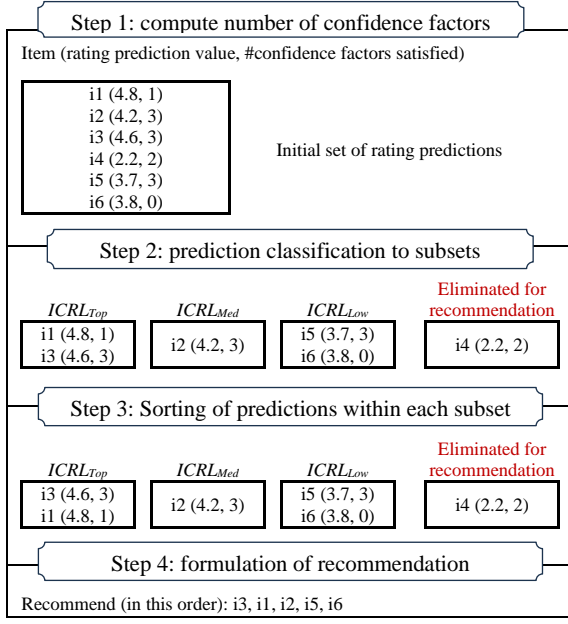 Step 1: compute number of confidence factors
Item (rating prediction value, #confidence factors satisfied)
i1 (4.8, 1)
i2 (4.2, 3)
i3 (4.6, 3)
i4 (2.2, 2)
i5 (3.7, 3)
i6 (3.8, 0)
Initial set of rating predictions
Step 2: prediction classification to subsets
ICRLTop
i1 (4.8, 1)
i3 (4.6, 3)
ICRLMed
i2 (4.2, 3)
ICRLLow
i5 (3.7, 3)
i6 (3.8, 0)
Eliminated for
recommendation
i4 (2.2, 2)
Step 3: Sorting of predictions within each subset
ICRLTop
i3 (4.6, 3)
i1 (4.8, 1)
ICRLMed
i2 (4.2, 3)
ICRLLow
i5 (3.7, 3)
i6 (3.8, 0)
Eliminated for
recommendation
i4 (2.2, 2)
Step 4: formulation of recommendation
Recommend (in this order): i3, i1, i2, i5, i6